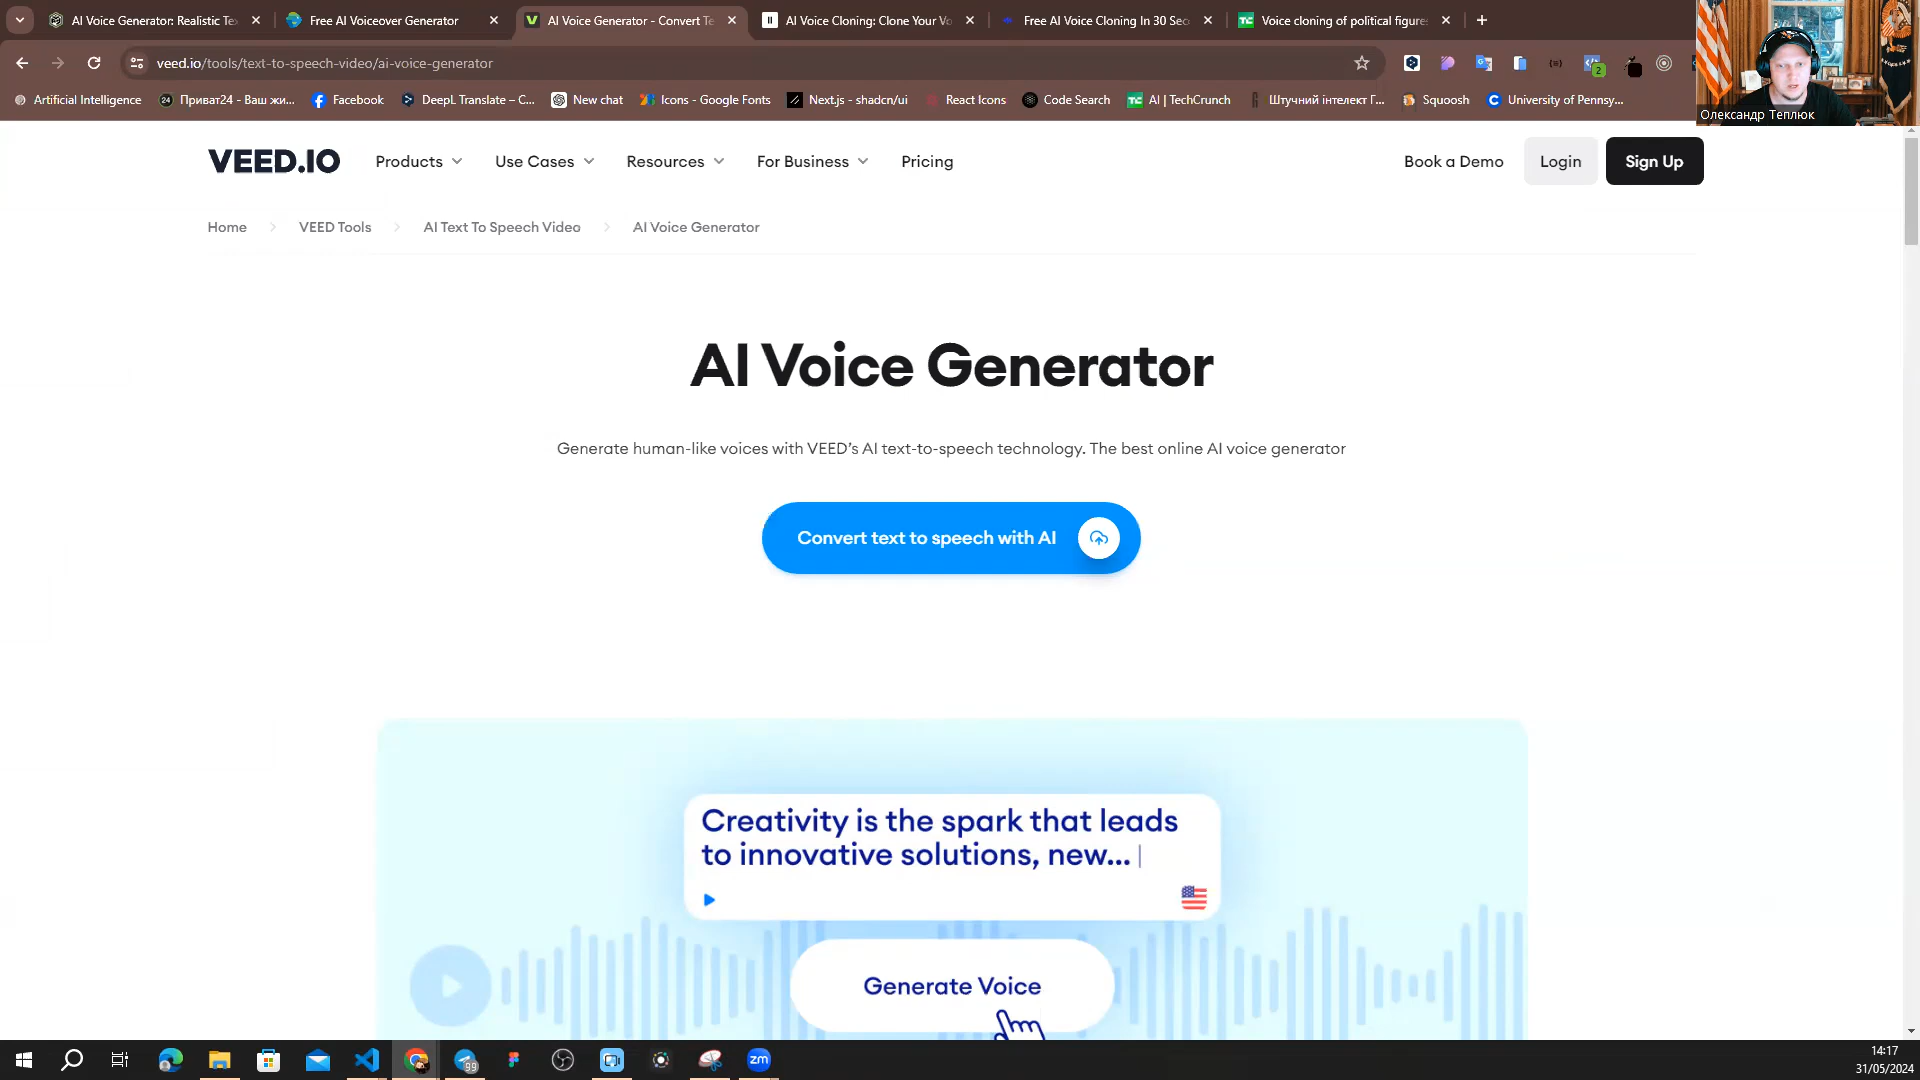 AI Voice Generator: Realistic Te
Free AI Voiceover Generator
AI Voice Generator - Convert Te
AI Voice Cloning: Clone Your Vo
Free AI Voice Cloning In 30 Seco
Voice cloning of political figure
veed.io/tools/text-to-speech-video/ai-voice-generator
2
Artificial Intelligence
24
Приват24 - Ваш жи...
Facebook
DeepL Translate – C...
New chat
Icons - Google Fonts
Next.js - shadcn/ui
React Icons
Code Search
AI | TechCrunch
Штучний інтелект Г...
Squoosh
University of Pennsy...
Олександр Теплюк
VEED.IO
Products
Use Cases
Resources
For Business
Pricing
Book a Demo
Login
Sign Up
Home
VEED Tools
AI Text To Speech Video
AI Voice Generator
AI Voice Generator
Generate human-like voices with VEED’s AI text-to-speech technology. The best online AI voice generator
Convert text to speech with AI
Creativity is the spark that leads
to innovative solutions, new... |
Generate Voice
99
zm
14:17
31/05/2024